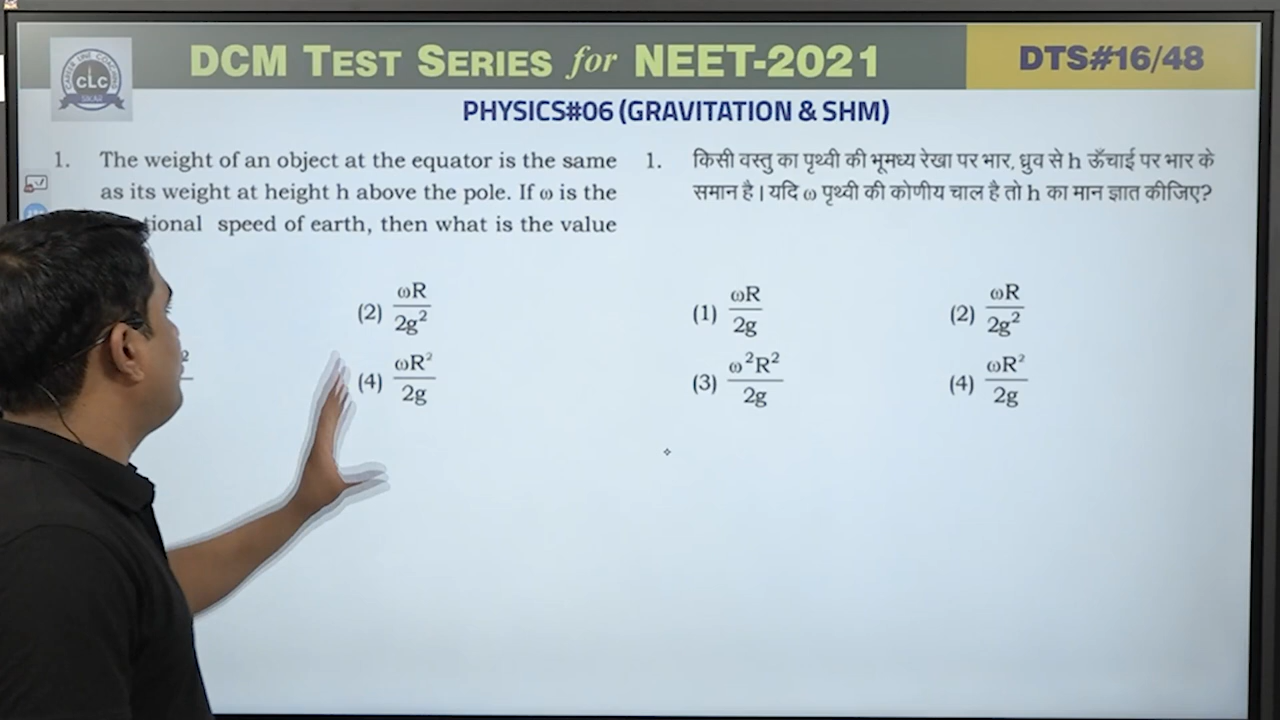 DCM TEST SERIES for NEET-2021
DTS#16/48
CLC
SIKAR
PHYSICS#06 (GRAVITATION & SHM)
1. The weight of an object at the equator is the same
as its weight at height h above the pole. If ω is the
tional speed of earth, then what is the value
(2) ωR/2g²
(4) ωR²/2g
1. किसी वस्तु का पृथ्वी की भूमध्य रेखा पर भार, ध्रुव से h ऊँचाई पर भार के
समान है। यदि ω पृथ्वी की कोणीय चाल है तो h का मान ज्ञात कीजिए?
(1) ωR/2g (2) ωR/2g²
(3) ω²R²/2g (4) ωR²/2g